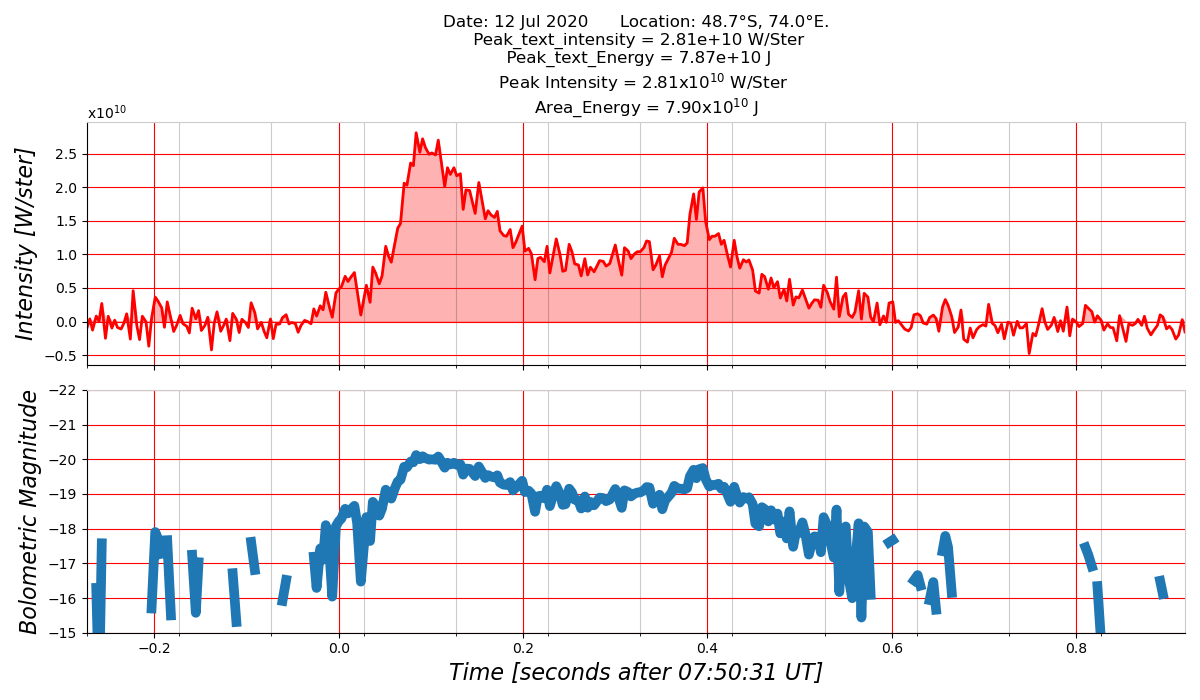 Date: 12 Jul 2020 Location: 48.7°S, 74.0°E.
Peak_text_intensity = 2.81e+10 W/Ster
Peak_text_Energy = 7.87e+10 J
Peak Intensity = 2.81x10¹⁰ W/Ster
Area_Energy = 7.90x10¹⁰ J
x10¹⁰
Intensity [W/ster]
2.5
2.0
1.5
1.0
0.5
0.0
−0.5
Bolometric Magnitude
−22
−21
−20
−19
−18
−17
−16
−15
−0.2 0.0 0.2 0.4 0.6 0.8
Time [seconds after 07:50:31 UT]